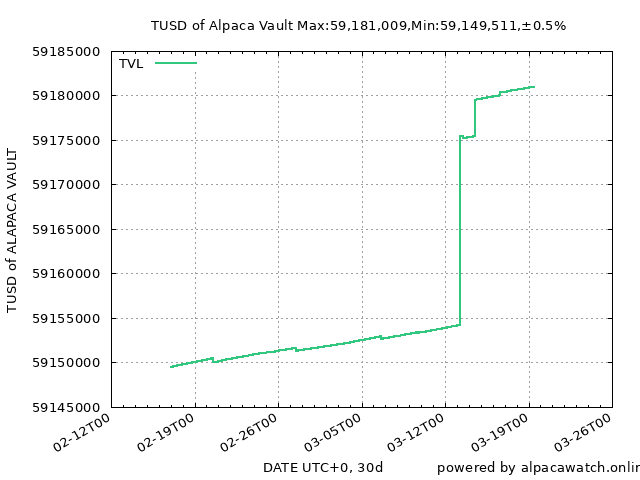 TUSD of Alpaca Vault Max:59,181,009,Min:59,149,511,±0.5%
TVL
59185000
59180000
59175000
59170000
59165000
59160000
59155000
59150000
59145000
TUSD of ALAPACA VAULT
02-12T00
02-19T00
02-26T00
03-05T00
03-12T00
03-19T00
03-26T00
DATE UTC+0, 30d
powered by alpacawatch.onlin